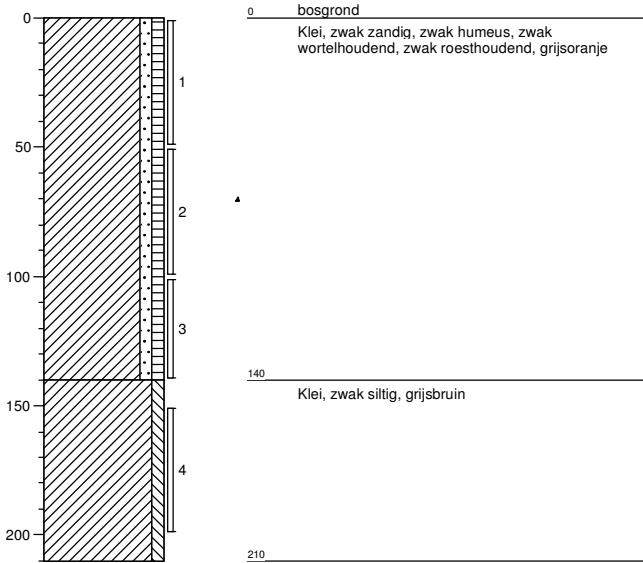 0
50
100
150
200
1
2
3
4
0 bosgrond
Klei, zwak zandig, zwak humeus, zwak
wortelhoudend, zwak roesthoudend, grijsoranje
140
Klei, zwak siltig, grijsbruin
210